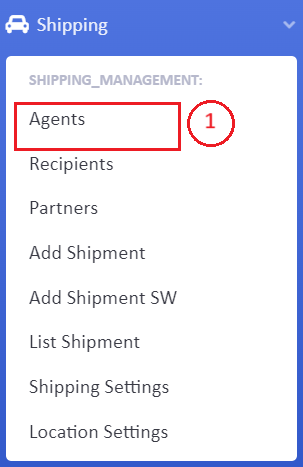 Shipping
SHIPPING_MANAGEMENT:
Agents
1
Recipients
Partners
Add Shipment
Add Shipment SW
List Shipment
Shipping Settings
Location Settings